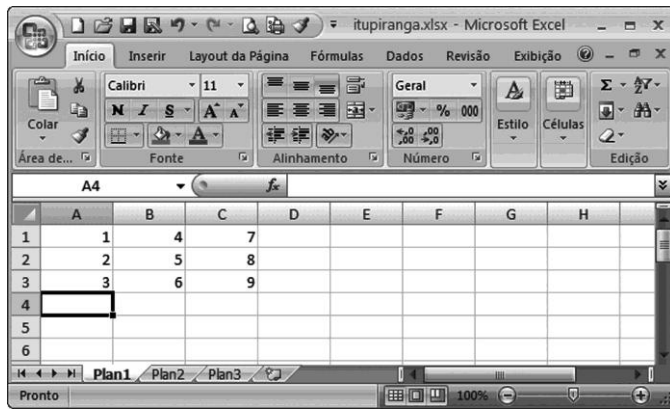 itupiranga.xlsx - Microsoft Excel
Início Inserir Layout da Página Fórmulas Dados Revisão Exibição
Calibri 11 Geral
N I S A A % 000
Colar Estilo Células
Área de... Fonte Alinhamento Número Edição
A4 fx
A B C D E F G H
1 1 4 7
2 2 5 8
3 3 6 9
4
5
6
Plan1 Plan2 Plan3
Pronto 100%